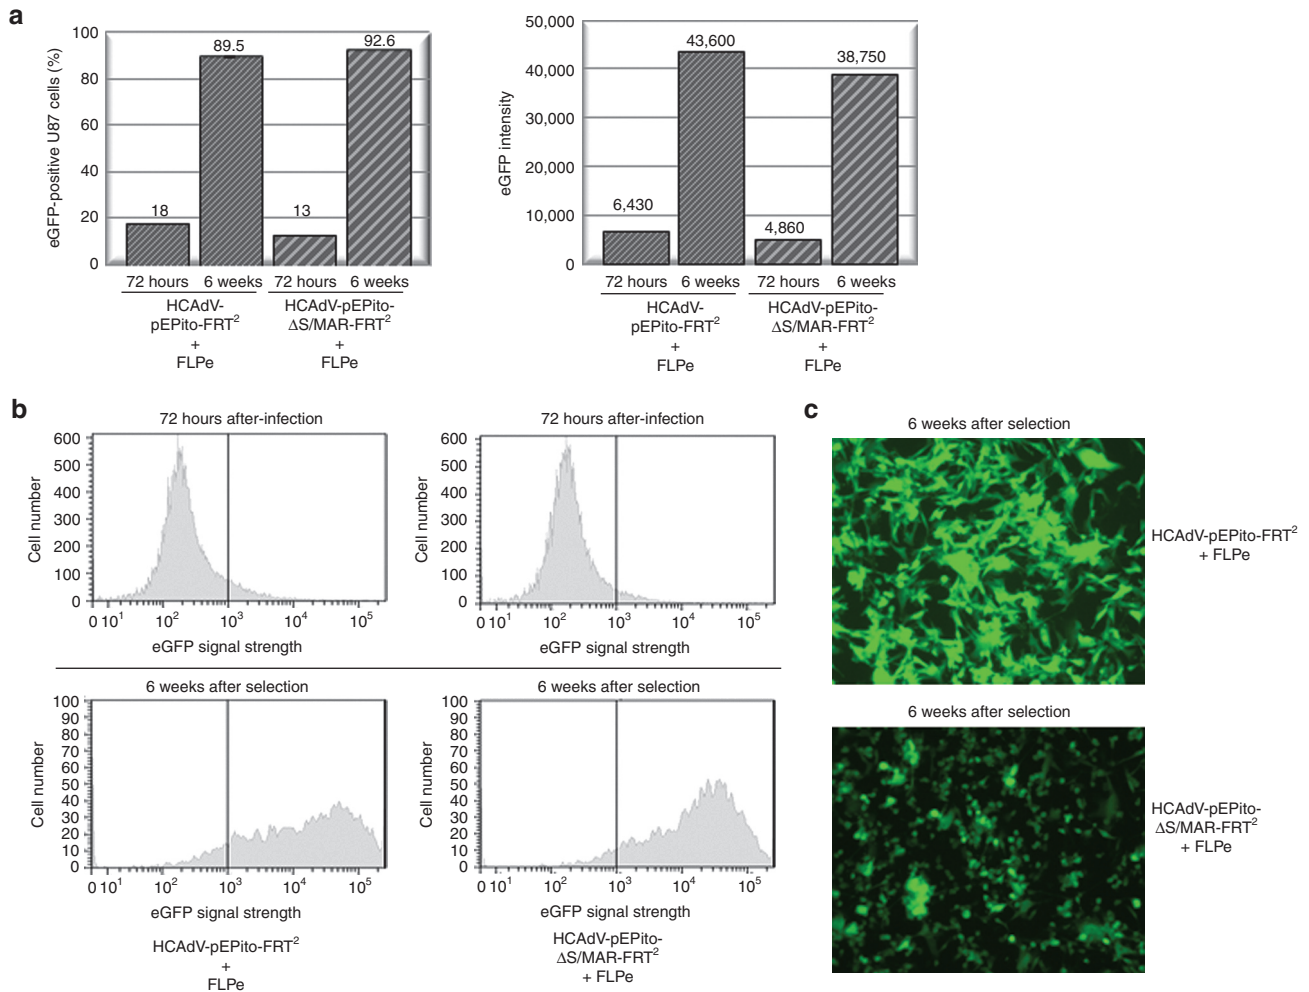 a
eGFP-positive U87 cells (%)
100
80
60
40
20
0
18
89.5
13
92.6
72 hours 6 weeks 72 hours 6 weeks
HCAdV-
pEPito-FRT²
+
FLPe
HCAdV-pEPito-
ΔS/MAR-FRT²
+
FLPe
eGFP intensity
50,000
40,000
30,000
20,000
10,000
0
6,430
43,600
4,860
38,750
72 hours 6 weeks 72 hours 6 weeks
HCAdV-
pEPito-FRT²
+
FLPe
HCAdV-pEPito-
ΔS/MAR-FRT²
+
FLPe
b
72 hours after-infection
Cell number
600
500
400
300
200
100
0
0 10¹ 10² 10³ 10⁴ 10⁵
eGFP signal strength
72 hours after-infection
Cell number
600
500
400
300
200
100
0
0 10¹ 10² 10³ 10⁴ 10⁵
eGFP signal strength
6 weeks after selection
Cell number
100
90
80
70
60
50
40
30
20
10
0
0 10¹ 10² 10³ 10⁴ 10⁵
eGFP signal strength
HCAdV-pEPito-FRT²
+
FLPe
6 weeks after selection
Cell number
100
90
80
70
60
50
40
30
20
10
0
0 10¹ 10² 10³ 10⁴ 10⁵
eGFP signal strength
HCAdV-pEPito-
ΔS/MAR-FRT²
+ FLPe
c
6 weeks after selection
HCAdV-pEPito-FRT²
+ FLPe
6 weeks after selection
HCAdV-pEPito-
ΔS/MAR-FRT²
+ FLPe